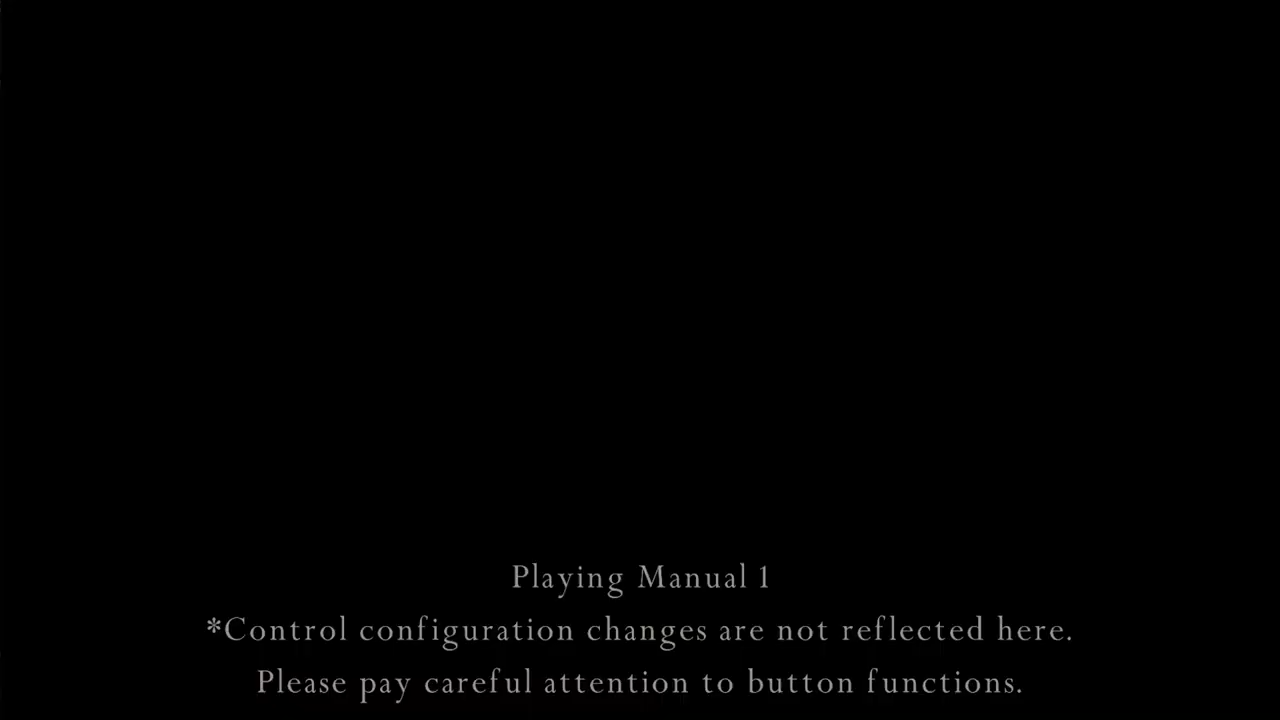 Playing Manual 1
*Control configuration changes are not reflected here.
Please pay careful attention to button functions.